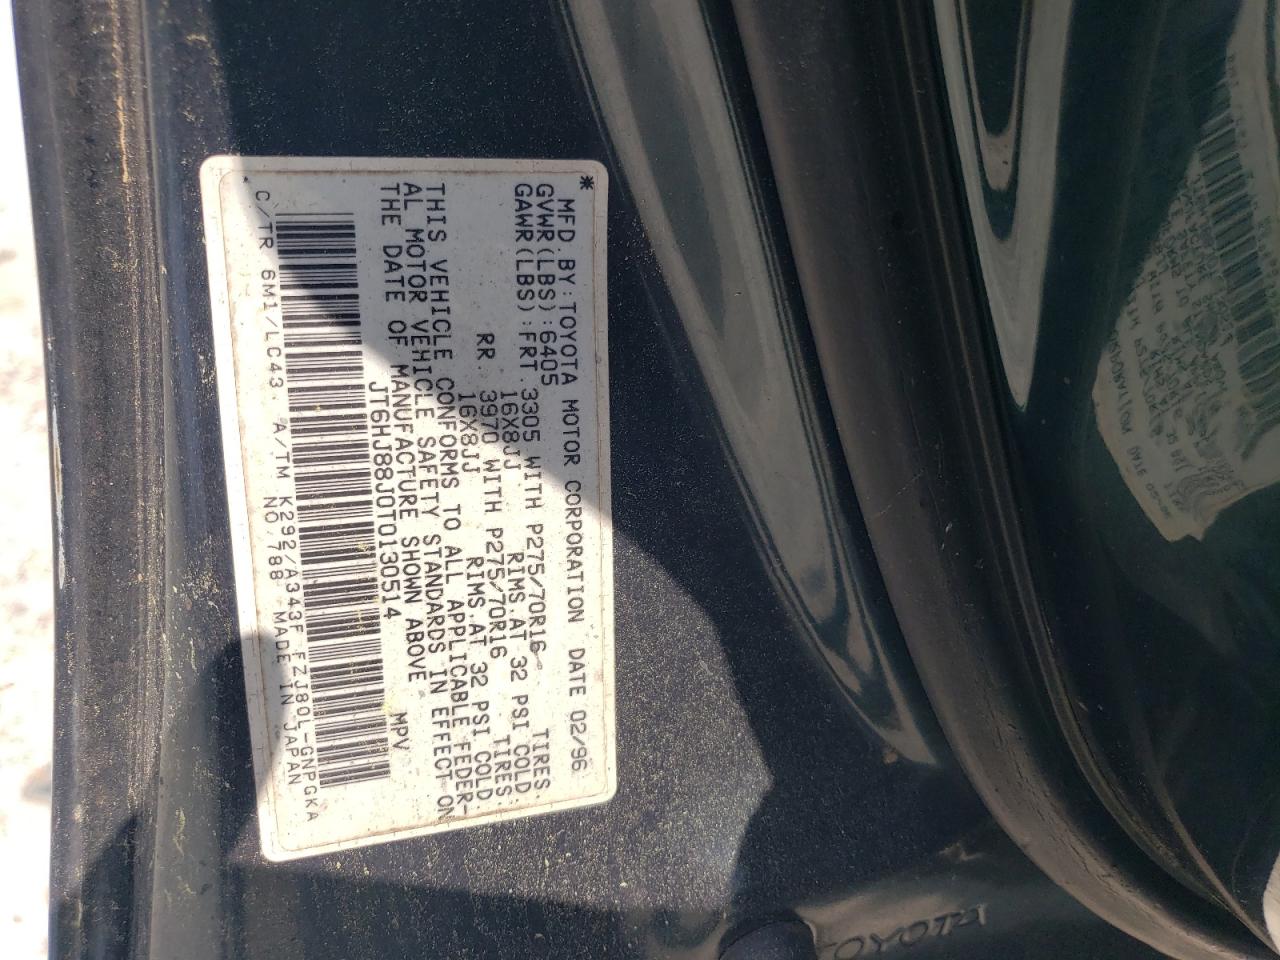 * MFD BY:TOYOTA MOTOR CORPORATION DATE 02/96
GVWR(LBS):6405
GAWR(LBS):FRT. 3305 WITH P275/70R16 TIRES.
16X8JJ RIMS.AT 32 PSI COLD.
RR. 3970 WITH P275/70R16 TIRES.
16X8JJ RIMS.AT 32 PSI COLD.
THIS VEHICLE CONFORMS TO ALL APPLICABLE FEDER-
AL MOTOR VEHICLE SAFETY STANDARDS IN EFFECT ON
THE DATE OF MANUFACTURE SHOWN ABOVE.
JT6HJ88J0T0130514 MPV
C/TR 6M1/LC43. A/TM K292/A343F FZJ80L-GNPGKA
NO.788 MADE IN JAPAN
TOYOTA